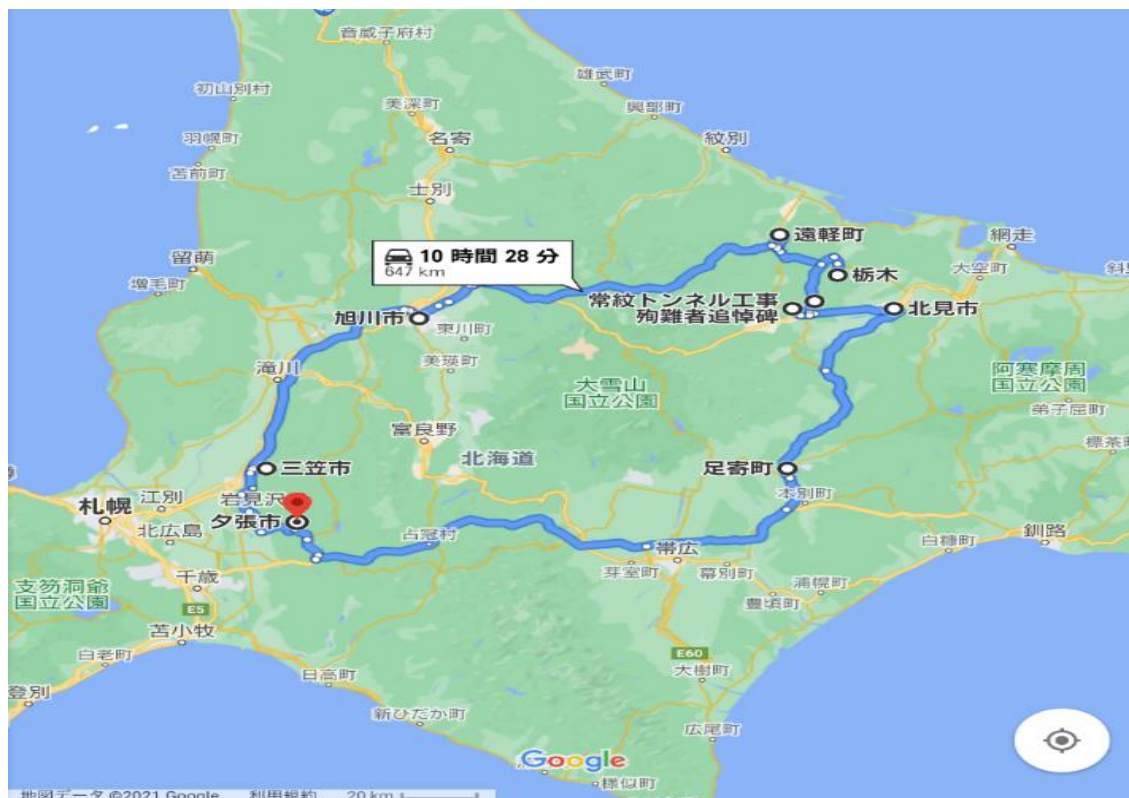 音威子府村
雄武町
初山別村
美深町
興部町
羽幌町
名寄
紋別
苫前町
士別
遠軽町
網走
10 時間 28 分
647 km
留萌
栃木
大空町
増毛町
常紋トンネル工事
殉難者追悼碑
北見市
旭川市
東川町
美瑛町
滝川
大雪山
国立公園
阿寒摩周
国立公園
弟子屈町
富良野
標茶町
北海道
三笠市
足寄町
札幌
江別
岩見沢
本別町
夕張市
北広島
占冠村
帯広
白糠町
釧路
支笏洞爺
国立公園
千歳
芽室町
幕別町
浦幌町
豊頃町
E5
苫小牧
E60
白老町
日高町
大樹町
登別
新ひだか町
広尾町
Google
様似町
地図データ ©2021 Google
利用規約
20 km